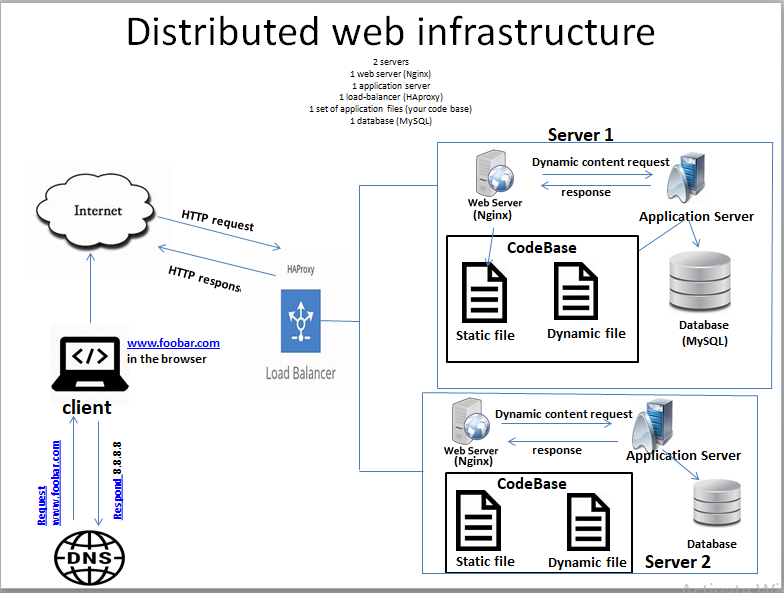 Distributed web infrastructure
2 servers
1 web server (Nginx)
1 application server
1 load-balancer (HAproxy)
1 set of application files (your code base)
1 database (MySQL)
Server 1
Dynamic content request
response
Web Server
(Nginx)
Application Server
CodeBase
Static file
Dynamic file
Database
(MySQL)
Internet
HTTP request
HTTP respons
HAProxy
Load Balancer
www.foobar.com
in the browser
</>
client
Request
www.foobar.com
Respond 8.8.8.8
DNS
Dynamic content request
response
Web Server
(Nginx)
Application Server
CodeBase
Static file
Dynamic file
Database
Server 2